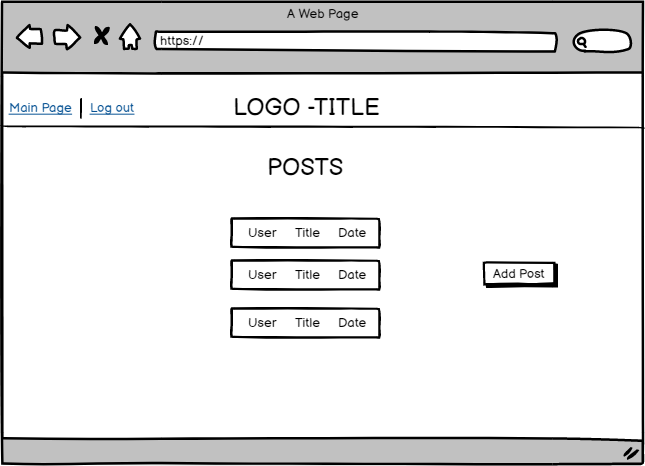 A Web Page
https://
Main Page | Log out
LOGO -TITLE
POSTS
User Title Date
User Title Date
Add Post
User Title Date